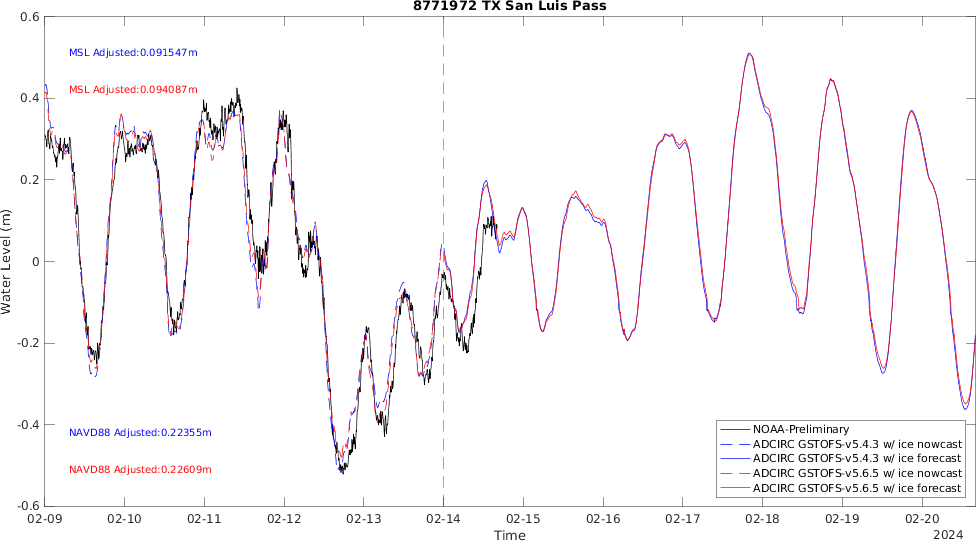 8771972 TX San Luis Pass
0.6
0.4
0.2
0
-0.2
-0.4
-0.6
Water Level (m)
MSL Adjusted:0.091547m
MSL Adjusted:0.094087m
NAVD88 Adjusted:0.22355m
NAVD88 Adjusted:0.22609m
NOAA-Preliminary
ADCIRC GSTOFS-v5.4.3 w/ ice nowcast
ADCIRC GSTOFS-v5.4.3 w/ ice forecast
ADCIRC GSTOFS-v5.6.5 w/ ice nowcast
ADCIRC GSTOFS-v5.6.5 w/ ice forecast
02-09 02-10 02-11 02-12 02-13 02-14 02-15 02-16 02-17 02-18 02-19 02-20
Time
2024